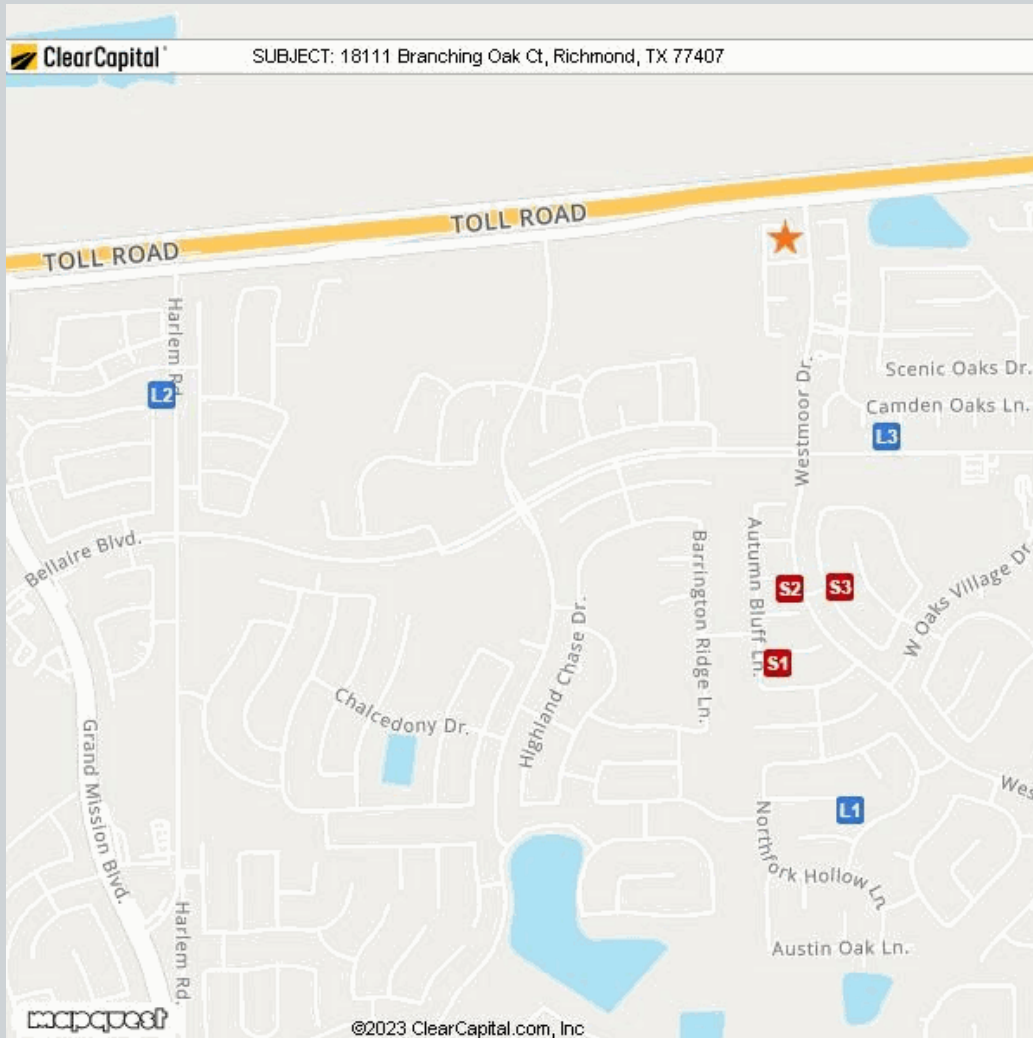 ClearCapital
SUBJECT: 18111 Branching Oak Ct, Richmond, TX 77407
TOLL ROAD
TOLL ROAD
Harlem Rd.
L2
Scenic Oaks Dr.
Camden Oaks Ln.
Westmoor Dr.
L3
Bellaire Blvd.
Autumn Bluff Ln.
Barrington Ridge Ln.
S2
S3
W Oaks Village Dr.
S1
Highland Chase Dr.
Chalcedony Dr.
Grand Mission Blvd.
L1
Northfork Hollow Ln
Harlem Rd.
Austin Oak Ln.
mapquest
©2023 ClearCapital.com, Inc